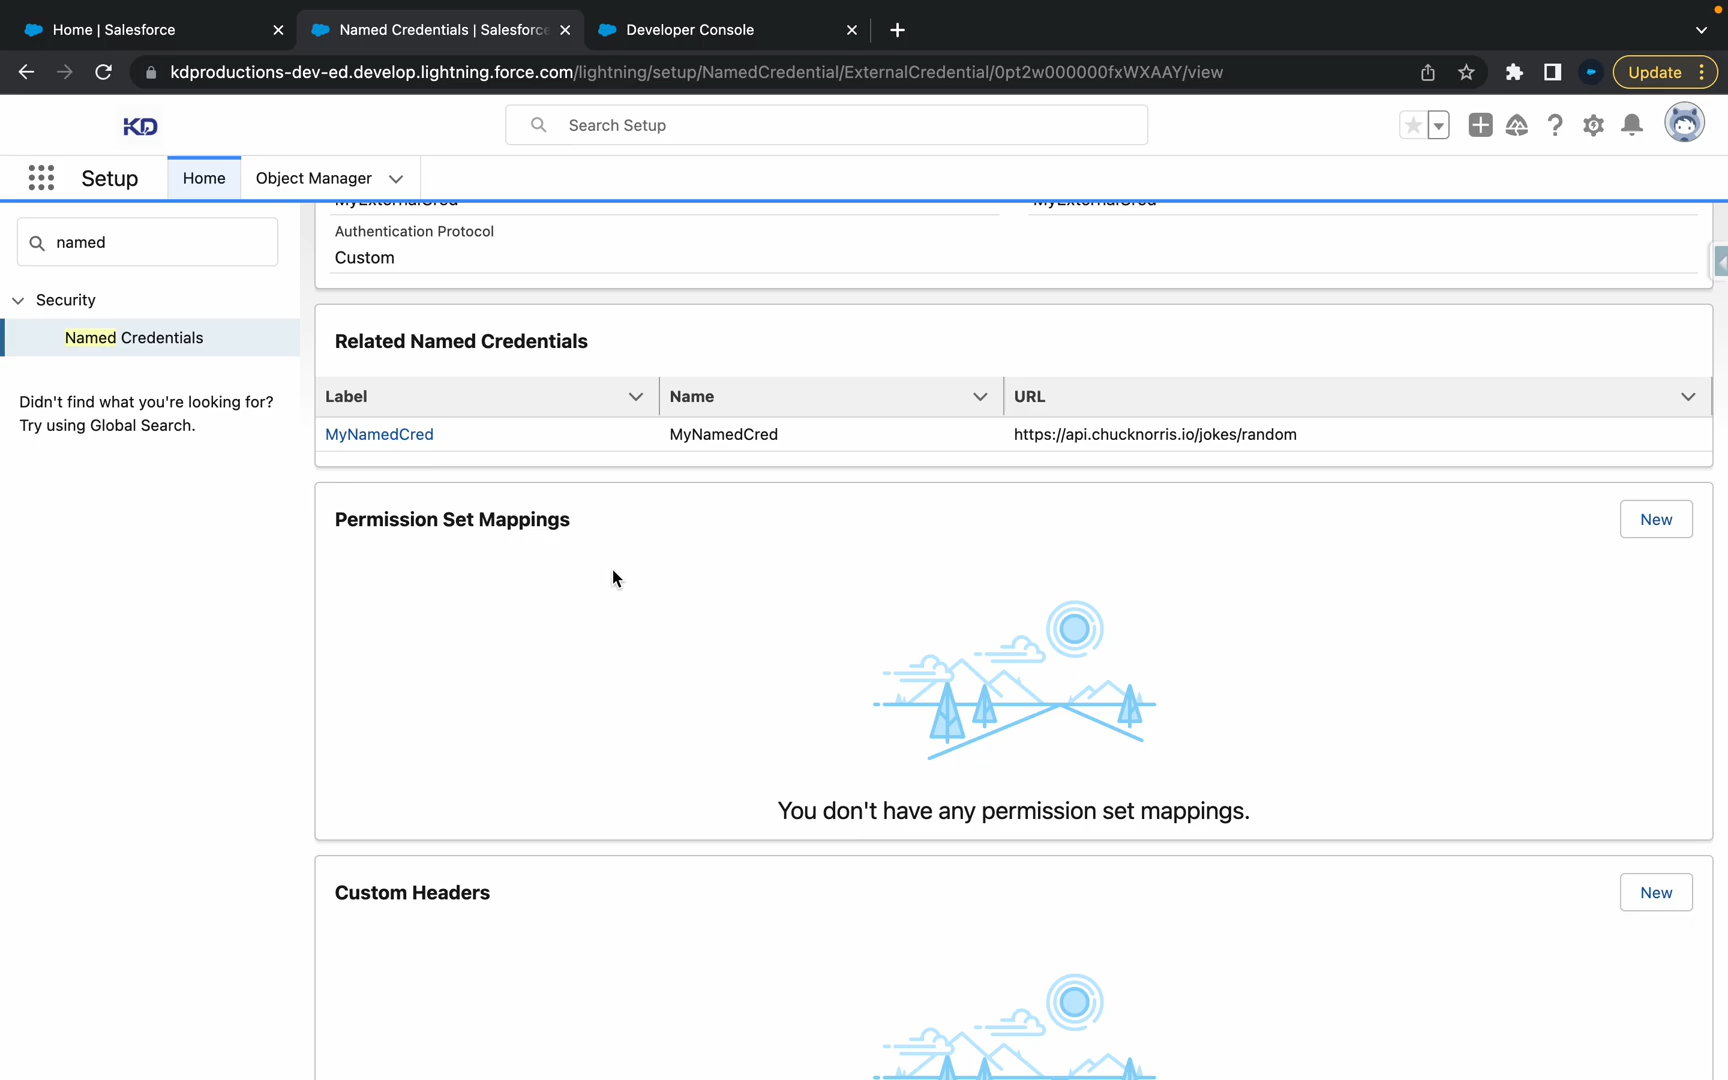 Home | Salesforce
Named Credentials | Salesforce
Developer Console
kdproductions-dev-ed.develop.lightning.force.com/lightning/setup/NamedCredential/ExternalCredential/0pt2w000000fxWXAAY/view
Update
KD
Search Setup
Setup
Home
Object Manager
named
Security
Named Credentials
Didn't find what you're looking for?
Try using Global Search.
MyExternalCred
MyExternalCred
Authentication Protocol
Custom
Related Named Credentials
Label
Name
URL
MyNamedCred
MyNamedCred
https://api.chucknorris.io/jokes/random
Permission Set Mappings
New
You don't have any permission set mappings.
Custom Headers
New